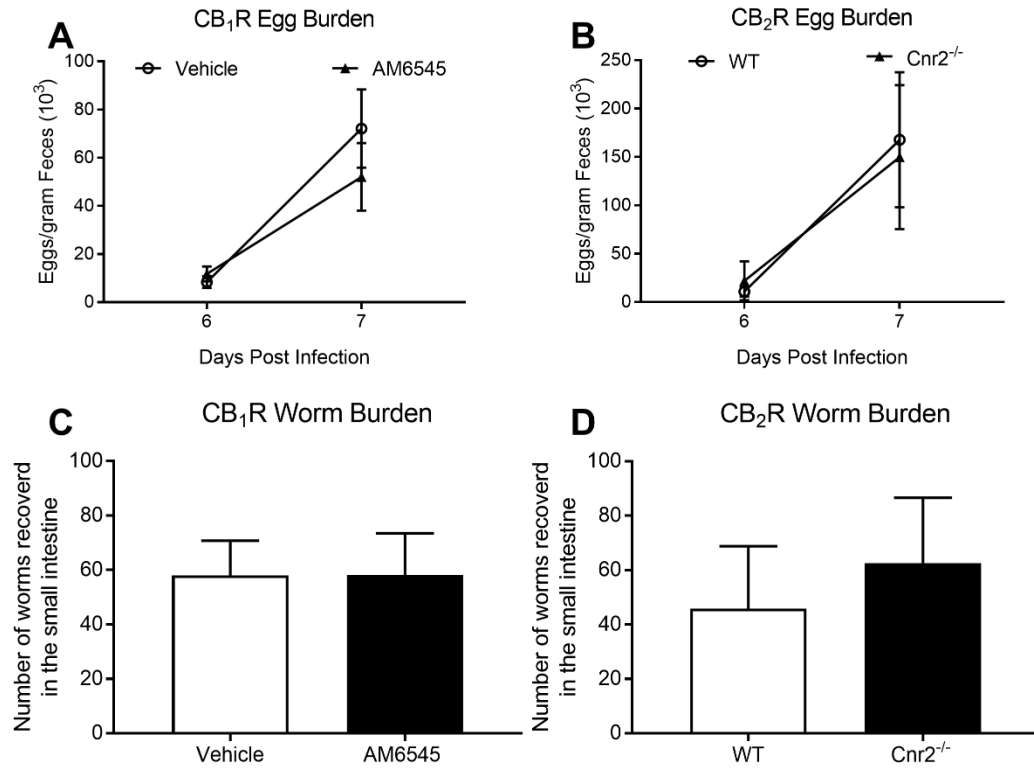 A
CB₁R Egg Burden
Vehicle
AM6545
Eggs/gram Feces (10³)
100
80
60
40
20
0
6
7
Days Post Infection
B
CB₂R Egg Burden
WT
Cnr2⁻/⁻
Eggs/gram Feces (10³)
250
200
150
100
50
0
6
7
Days Post Infection
C
CB₁R Worm Burden
Number of worms recoverd
in the small intestine
100
80
60
40
20
0
Vehicle
AM6545
D
CB₂R Worm Burden
Number of worms recoverd
in the small intestine
100
80
60
40
20
0
WT
Cnr2⁻/⁻